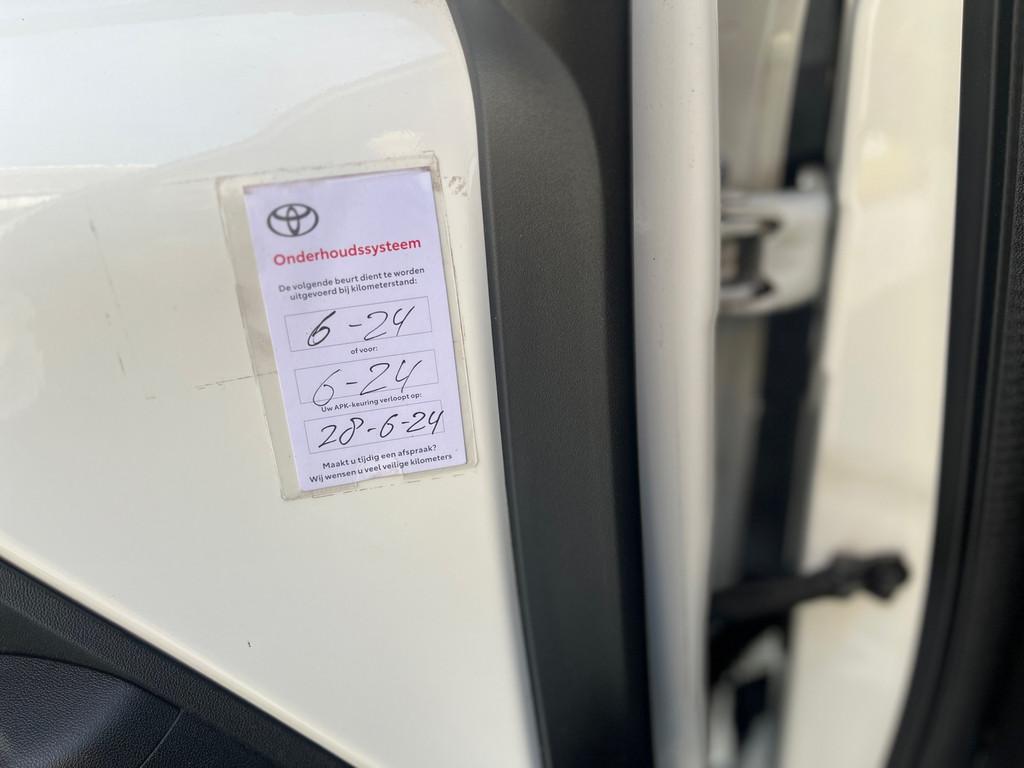 Onderhoudssysteem
De volgende beurt dient te worden
uitgevoerd bij kilometerstand:
6-24
of voor:
6-24
Uw APK-keuring verloopt op:
28-6-24
Maakt u tijdig een afspraak?
Wij wensen u veel veilige kilometers